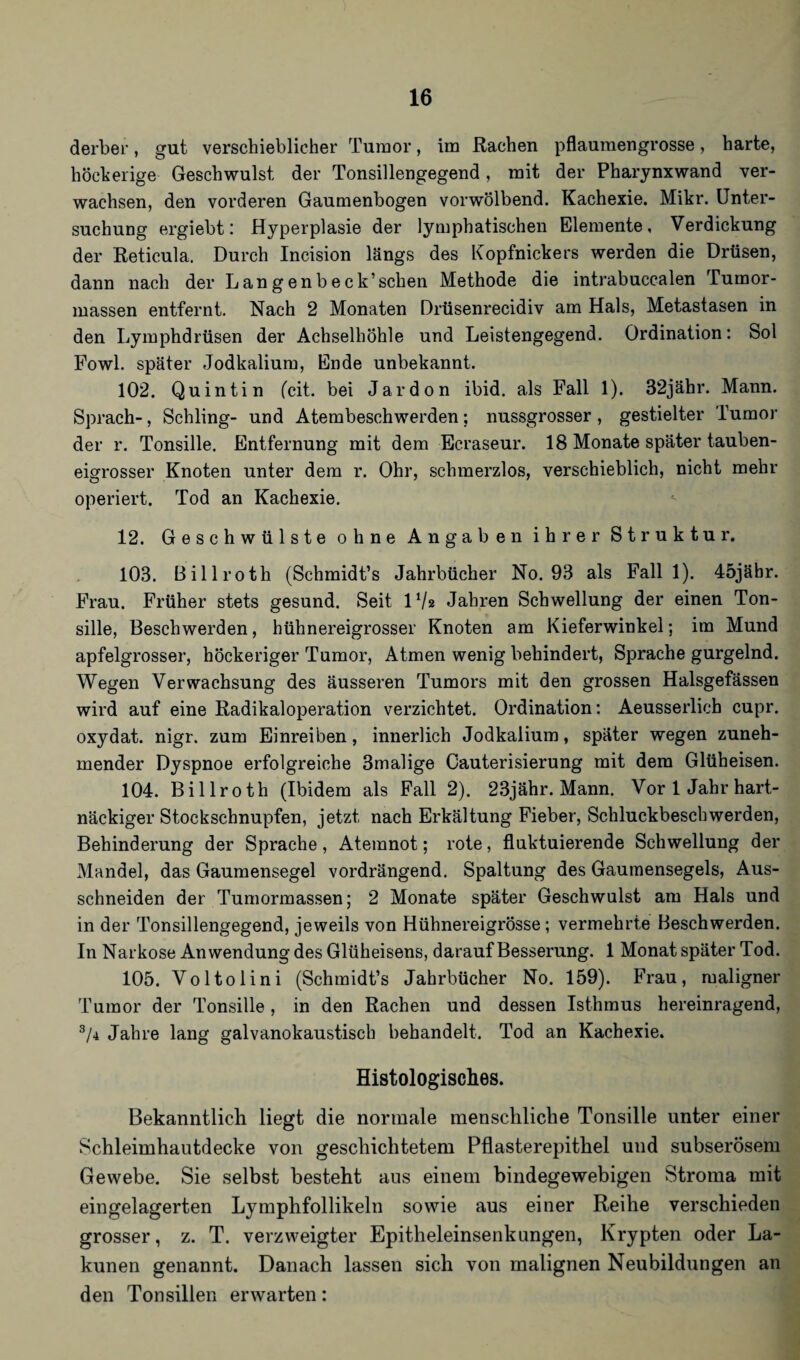 16
derber, gut verschieblicher Tumor, im Rachen pflaumengrosse, harte,
höckerige Geschwulst der Tonsillengegend, mit der Pharynxwand ver-
wachsen, den vorderen Gaumenbogen vorwölbend. Kachexie. Mikr. Unter-
suchung ergiebt: Hyperplasie der lymphatischen Elemente, Verdickung
der Reticula. Durch Incision längs des Kopfnickers werden die Drüsen,
dann nach der Langenbeck’schen Methode die intrabuccalen Tumor-
massen entfernt. Nach 2 Monaten Drüsenrecidiv am Hals, Metastasen in
den Lymphdrüsen der Achselhöhle und Leistengegend. Ordination: Sol
Fowl. später Jodkalium, Ende unbekannt.
102. Quintin (cit. bei Jardon ibid. als Fall 1). 32jähr. Mann.
Sprach-, Schling- und Atembeschwerden; nussgrosser, gestielter Tumor
der r. Tonsille. Entfernung mit dem Ecraseur. 18 Monate später tauben-
eigrosser Knoten unter dem r. Ohr, schmerzlos, verschieblich, nicht mehr
operiert. Tod an Kachexie.
12. Geschwülste ohne Angaben ihrer Struktur.
103. Billroth (Schmidt’s Jahrbücher No. 93 als Fall 1). 45jähr.
Frau. Früher stets gesund. Seit 1½ Jahren Schwellung der einen Ton-
sille, Beschwerden, hühnereigrosser Knoten am Kieferwinkel; im Mund
apfelgrosser, höckeriger Tumor, Atmen wenig behindert, Sprache gurgelnd.
Wegen Verwachsung des äusseren Tumors mit den grossen Halsgefässen
wird auf eine Radikaloperation verzichtet. Ordination: Aeusserlich cupr.
oxydat. nigr. zum Einreiben, innerlich Jodkalium, später wegen zuneh-
mender Dyspnoe erfolgreiche 3malige Cauterisierung mit dem Glüheisen.
104. Billroth (Ibidem als Fall 2). 23jähr. Mann. Vor 1 Jahr hart-
näckiger Stockschnupfen, jetzt nach Erkältung Fieber, Schluckbeschwerden,
Behinderung der Sprache, Atemnot; rote, fluktuierende Schwellung der
Mandel, das Gaumensegel vordrängend. Spaltung des Gaumensegels, Aus-
schneiden der Tumormassen; 2 Monate später Geschwulst am Hals und
in der Tonsillengegend, jeweils von Hühnereigrösse; vermehrte Beschwerden.
In Narkose Anwendung des Glüheisens, darauf Besserung. 1 Monat später Tod.
105. Voltolini (Schmidt’s Jahrbücher No. 159). Frau, maligner
Tumor der Tonsille, in den Rachen und dessen Isthmus hereinragend,
¾ Jahre lang galvanokaustisch behandelt. Tod an Kachexie.
Histologisches.
Bekanntlich liegt die normale menschliche Tonsille unter einer
Schleimhautdecke von geschichtetem Pflasterepithel und subserösem
Gewebe. Sie selbst besteht aus einem bindegewebigen Stroma mit
eingelagerten Lymphfollikeln sowie aus einer Reihe verschieden
grosser, z. T. verzweigter Epitheleinsenkungen, Krypten oder La-
kunen genannt. Danach lassen sich von malignen Neubildungen an
den Tonsillen erwarten: